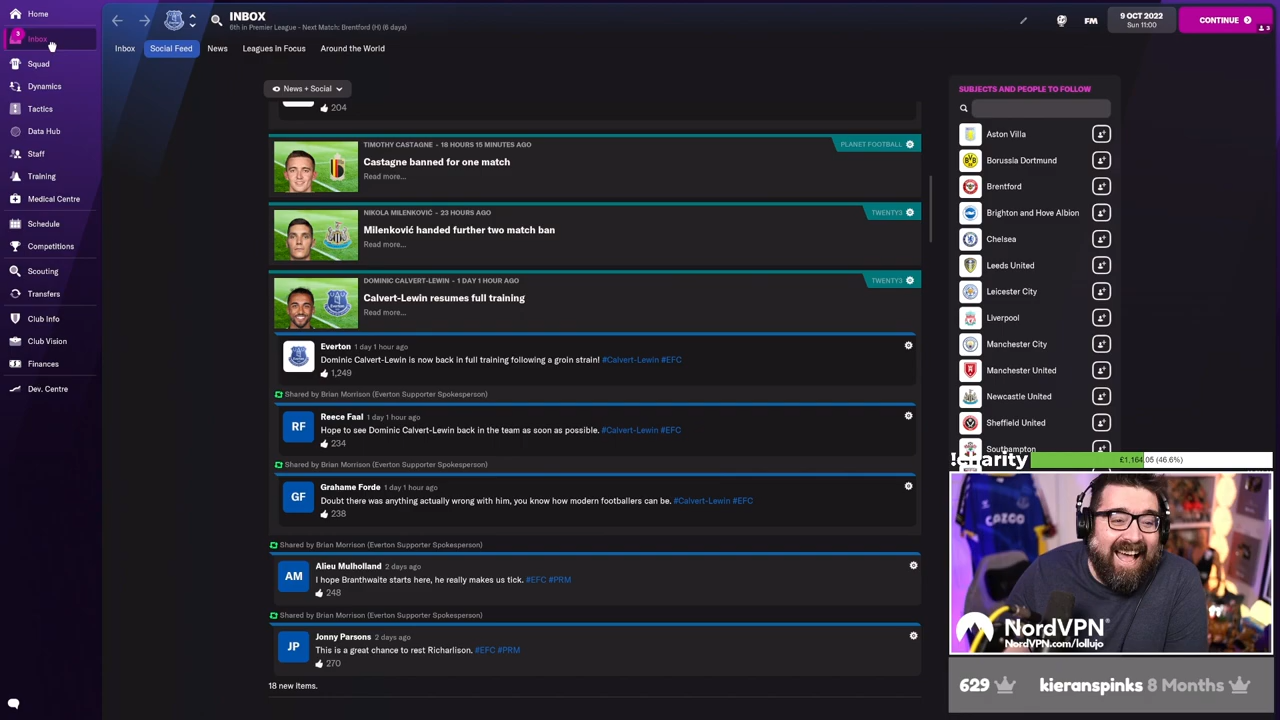 Home
INBOX
6th in Premier League - Next Match: Brentford (H) (6 days)
FM
9 OCT 2022
Sun 11:00
CONTINUE
3
3
Inbox
Inbox
Social Feed
News
Leagues in Focus
Around the World
Squad
Dynamics
Tactics
Data Hub
Staff
Training
Medical Centre
Schedule
Competitions
Scouting
Transfers
Club Info
Club Vision
Finances
Dev. Centre
News + Social
204
TIMOTHY CASTAGNE - 18 HOURS 15 MINUTES AGO
PLANET FOOTBALL
Castagne banned for one match
Read more...
NIKOLA MILENKOVIĆ - 23 HOURS AGO
TWENTY3
Milenković handed further two match ban
Read more...
DOMINIC CALVERT-LEWIN - 1 DAY 1 HOUR AGO
TWENTY3
Calvert-Lewin resumes full training
Read more...
Everton 1 day 1 hour ago
Dominic Calvert-Lewin is now back in full training following a groin strain! #Calvert-Lewin #EFC
1,249
Shared by Brian Morrison (Everton Supporter Spokesperson)
RF
Reece Faal 1 day 1 hour ago
Hope to see Dominic Calvert-Lewin back in the team as soon as possible. #Calvert-Lewin #EFC
234
Shared by Brian Morrison (Everton Supporter Spokesperson)
GF
Grahame Forde 1 day 1 hour ago
Doubt there was anything actually wrong with him, you know how modern footballers can be. #Calvert-Lewin #EFC
238
Shared by Brian Morrison (Everton Supporter Spokesperson)
AM
Alieu Mulholland 2 days ago
I hope Branthwaite starts here, he really makes us tick. #EFC #PRM
248
Shared by Brian Morrison (Everton Supporter Spokesperson)
JP
Jonny Parsons 2 days ago
This is a great chance to rest Richarlison. #EFC #PRM
270
18 new items.
SUBJECTS AND PEOPLE TO FOLLOW
Aston Villa
Borussia Dortmund
Brentford
Brighton and Hove Albion
Chelsea
Leeds United
Leicester City
Liverpool
Manchester City
Manchester United
Newcastle United
Sheffield United
Southampton
!charity
£1,164.05 (46.6%)
CAZOO
NordVPN®
NordVPN.com/lollujo
629
kieranspinks 8 Months